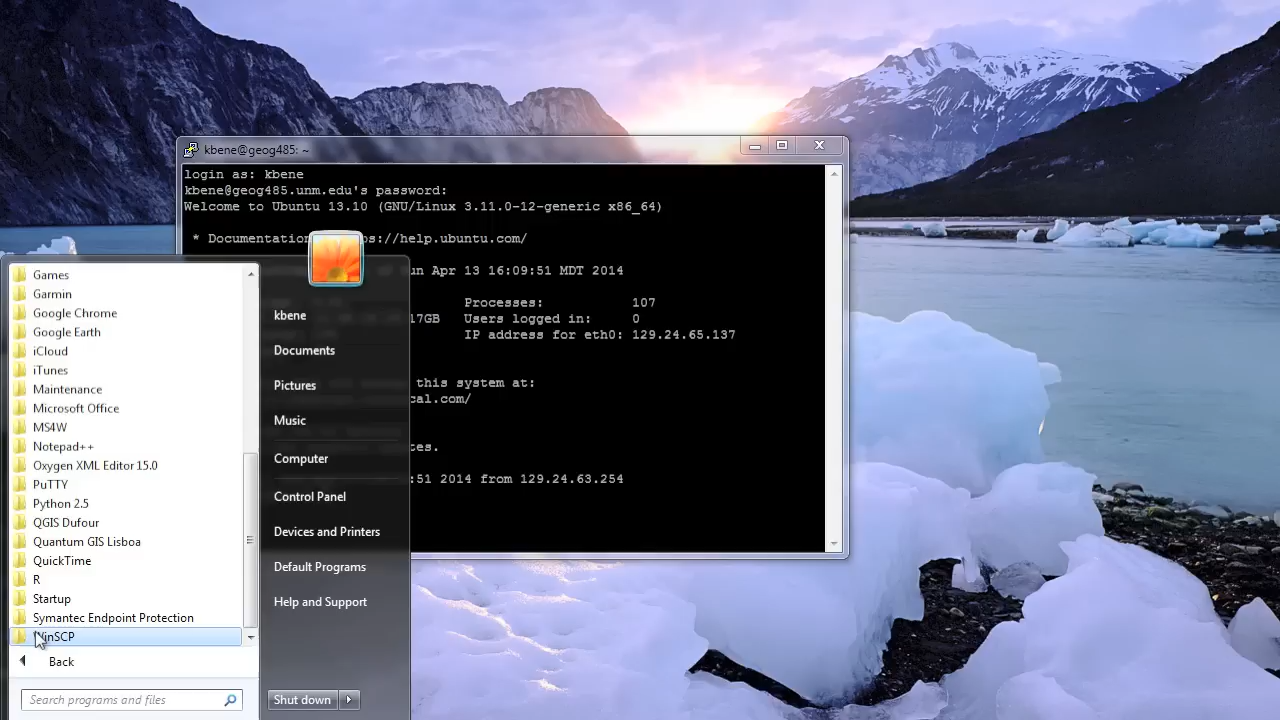 kbene@geog485: ~
login as: kbene
kbene@geog485.unm.edu's password:
Welcome to Ubuntu 13.10 (GNU/Linux 3.11.0-12-generic x86_64)
* Documentation ps://help.ubuntu.com/
un Apr 13 16:09:51 MDT 2014
Processes: 107
17GB Users logged in: 0
IP address for eth0: 129.24.65.137
this system at:
cal.com/
tes.
:51 2014 from 129.24.63.254
Games
Garmin
Google Chrome
Google Earth
iCloud
iTunes
Maintenance
Microsoft Office
MS4W
Notepad++
Oxygen XML Editor 15.0
PuTTY
Python 2.5
QGIS Dufour
Quantum GIS Lisboa
QuickTime
R
Startup
Symantec Endpoint Protection
WinSCP
Back
Search programs and files
kbene
Documents
Pictures
Music
Computer
Control Panel
Devices and Printers
Default Programs
Help and Support
Shut down